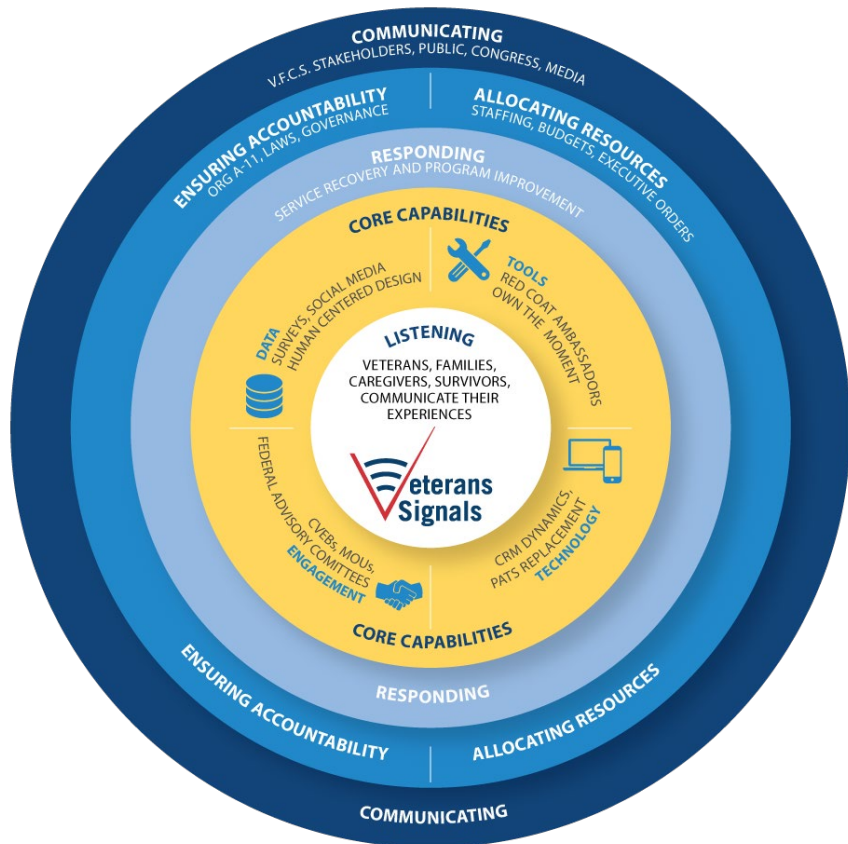 COMMUNICATING
V.F.C.S. STAKEHOLDERS, PUBLIC, CONGRESS, MEDIA
ENSURING ACCOUNTABILITY
ORG A-11, LAWS, GOVERNANCE
ALLOCATING RESOURCES
STAFFING, BUDGETS, EXECUTIVE ORDERS
RESPONDING
SERVICE RECOVERY AND PROGRAM IMPROVEMENT
CORE CAPABILITIES
DATA
SURVEYS, SOCIAL MEDIA
HUMAN CENTERED DESIGN
TOOLS
RED COAT AMBASSADORS
OWN THE MOMENT
LISTENING
VETERANS, FAMILIES,
CAREGIVERS, SURVIVORS,
COMMUNICATE THEIR
EXPERIENCES
Veterans
Signals
CVEBs, MOUs,
FEDERAL ADVISORY COMITTEES
ENGAGEMENT
CRM DYNAMICS,
PATS REPLACEMENT
TECHNOLOGY
CORE CAPABILITIES
RESPONDING
ENSURING ACCOUNTABILITY
ALLOCATING RESOURCES
COMMUNICATING